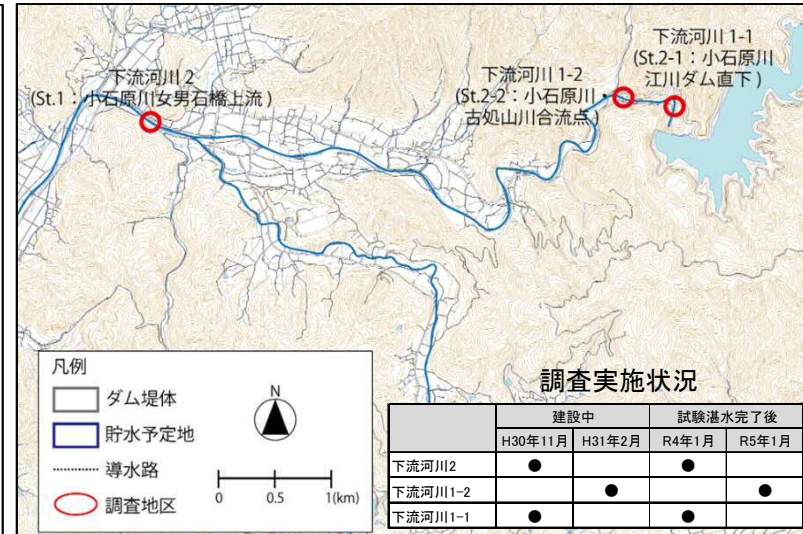 下流河川 1-1
(St.2-1：小石原川
江川ダム直下)
下流河川 1-2
(St.2-2：小石原川・
古処山川合流点)
下流河川 2
(St.1：小石原川女男石橋上流)
凡例
ダム堤体
貯水予定地
導水路
調査地区
N
0 0.5 1(km)
調査実施状況
建設中 試験湛水完了後
H30年11月 H31年2月 R4年1月 R5年1月
下流河川2 ● ●
下流河川1-2 ● ●
下流河川1-1 ● ●